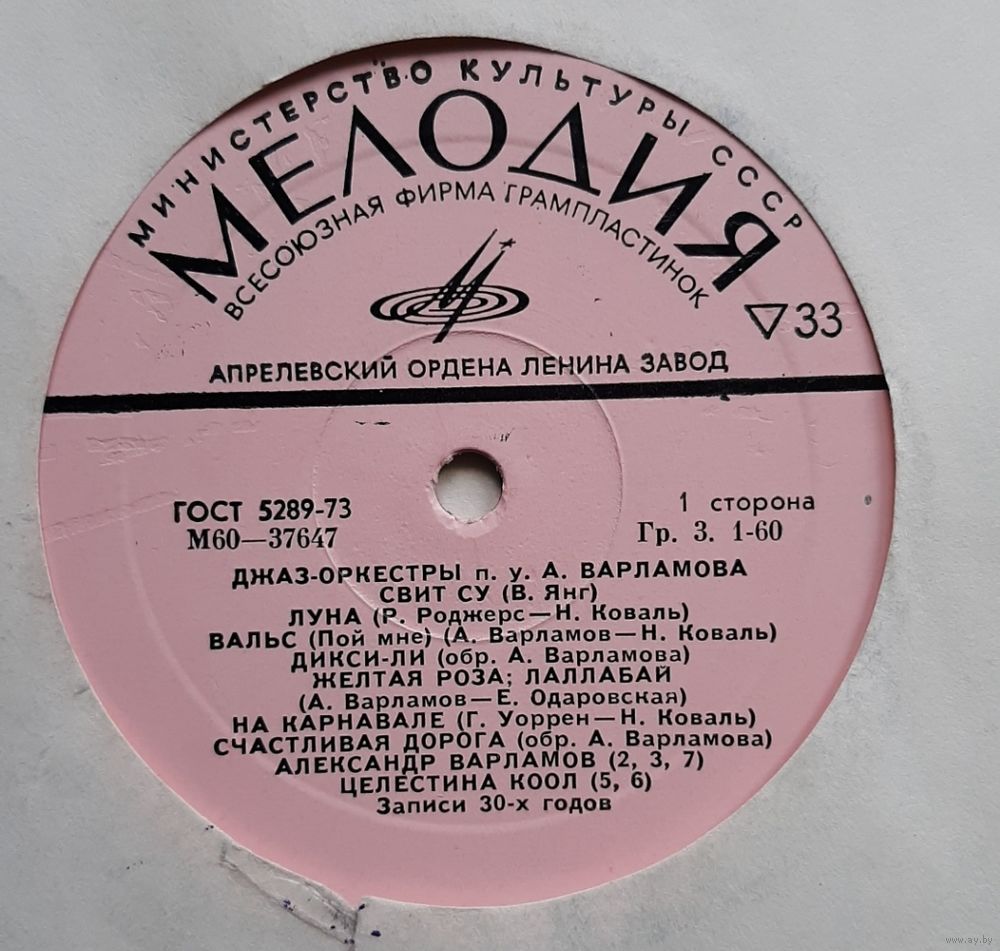 МИНИСТЕРСТВО КУЛЬТУРЫ СССР
МЕЛОДИЯ
ВСЕСОЮЗНАЯ ФИРМА ГРАМПЛАСТИНОК
33
АПРЕЛЕВСКИЙ ОРДЕНА ЛЕНИНА ЗАВОД
ГОСТ 5289-73
М60—37647
1 сторона
Гр. 3. 1-60
ДЖАЗ-ОРКЕСТРЫ п. у. А. ВАРЛАМОВА
СВИТ СУ (В. Янг)
ЛУНА (Р. Роджерс—Н. Коваль)
ВАЛЬС (Пой мне) (А. Варламов—Н. Коваль)
ДИКСИ-ЛИ (обр. А. Варламова)
ЖЕЛТАЯ РОЗА; ЛАЛЛАБАЙ
(А. Варламов—Е. Одаровская)
НА КАРНАВАЛЕ (Г. Уоррен—Н. Коваль)
СЧАСТЛИВАЯ ДОРОГА (обр. А. Варламова)
АЛЕКСАНДР ВАРЛАМОВ (2, 3, 7)
ЦЕЛЕСТИНА КООЛ (5, 6)
Записи 30-х годов
www.ay.by